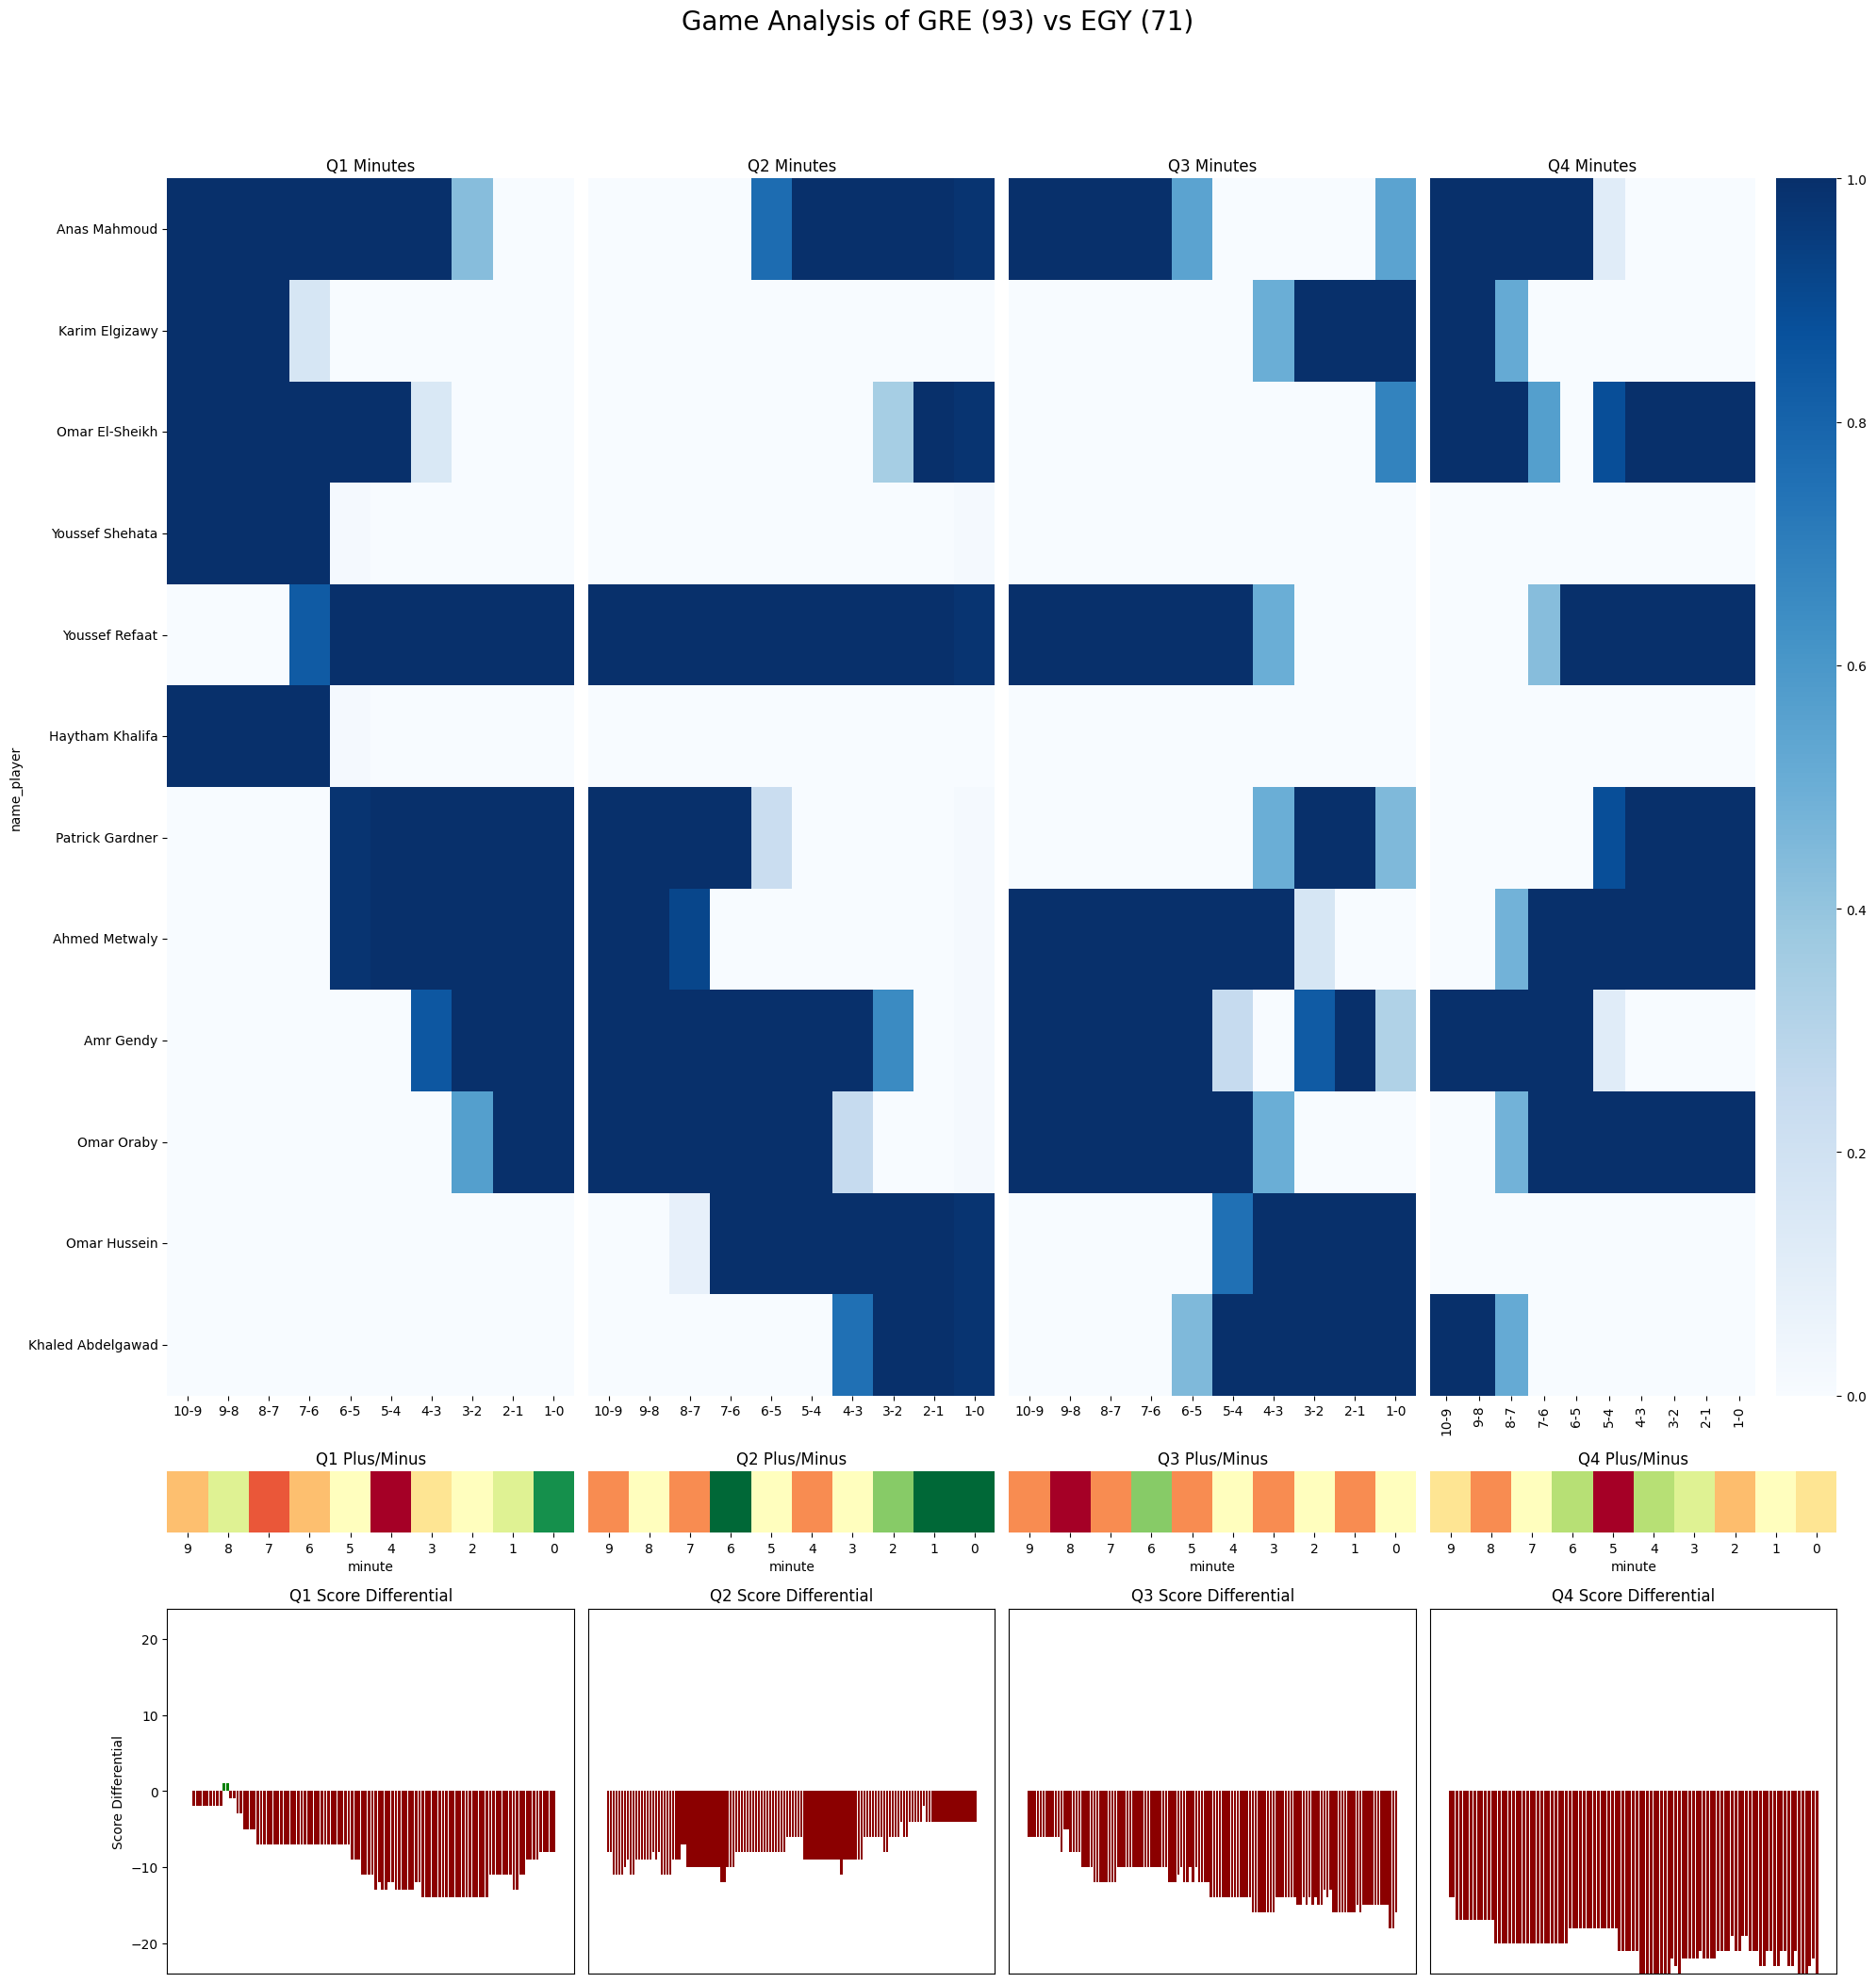 Game Analysis of GRE (93) vs EGY (71)
Q1 Minutes Q2 Minutes Q3 Minutes Q4 Minutes
name_player
Anas Mahmoud
Karim Elgizawy
Omar El-Sheikh
Youssef Shehata
Youssef Refaat
Haytham Khalifa
Patrick Gardner
Ahmed Metwaly
Amr Gendy
Omar Oraby
Omar Hussein
Khaled Abdelgawad
1.0
0.8
0.6
0.4
0.2
0.0
10-9 9-8 8-7 7-6 6-5 5-4 4-3 3-2 2-1 1-0 10-9 9-8 8-7 7-6 6-5 5-4 4-3 3-2 2-1 1-0 10-9 9-8 8-7 7-6 6-5 5-4 4-3 3-2 2-1 1-0 10-9 9-8 8-7 7-6 6-5 5-4 4-3 3-2 2-1 1-0
Q1 Plus/Minus Q2 Plus/Minus Q3 Plus/Minus Q4 Plus/Minus
9 8 7 6 5 4 3 2 1 0 9 8 7 6 5 4 3 2 1 0 9 8 7 6 5 4 3 2 1 0 9 8 7 6 5 4 3 2 1 0
minute minute minute minute
Q1 Score Differential Q2 Score Differential Q3 Score Differential Q4 Score Differential
Score Differential
20
10
0
−10
−20